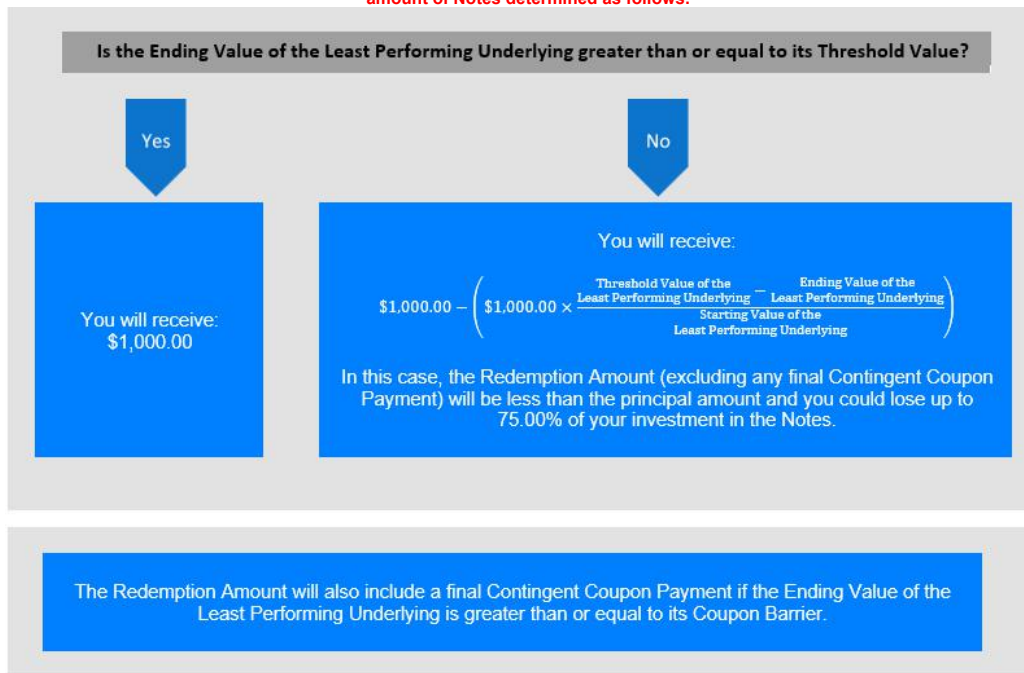 amount of Notes determined as follows:
Is the Ending Value of the Least Performing Underlying greater than or equal to its Threshold Value?
Yes
No
You will receive:
$1,000.00
You will receive:
$1,000.00 − ($1,000.00 × (Threshold Value of the Least Performing Underlying − Ending Value of the Least Performing Underlying) / Starting Value of the Least Performing Underlying)
In this case, the Redemption Amount (excluding any final Contingent Coupon
Payment) will be less than the principal amount and you could lose up to
75.00% of your investment in the Notes.
The Redemption Amount will also include a final Contingent Coupon Payment if the Ending Value of the
Least Performing Underlying is greater than or equal to its Coupon Barrier.